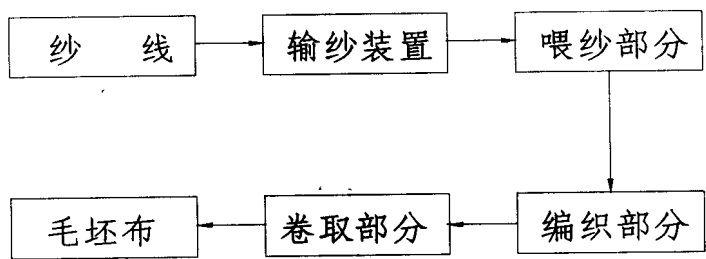 纱 线
输纱装置
喂纱部分
编织部分
卷取部分
毛坯布